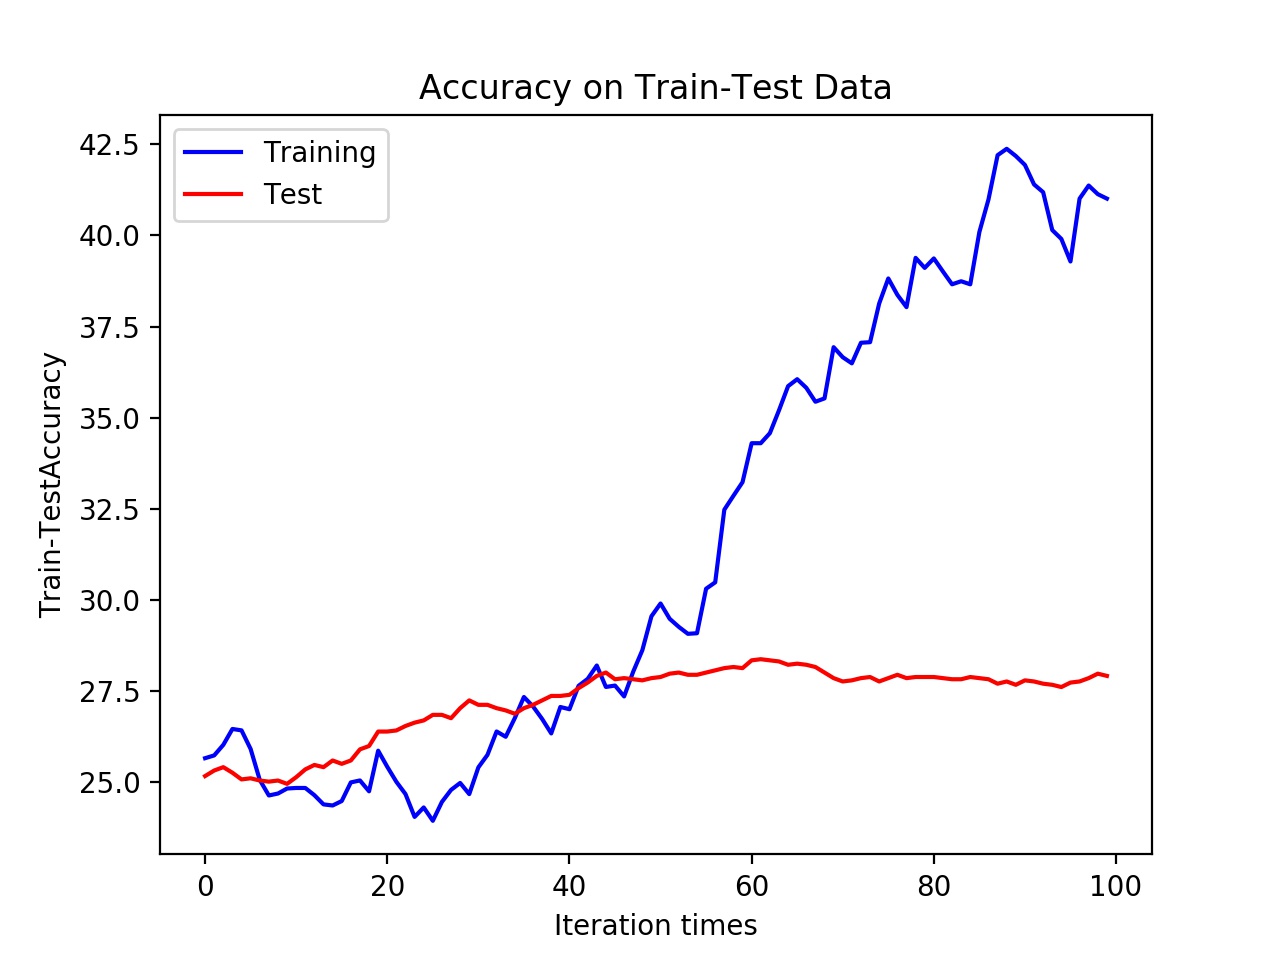 Accuracy on Train-Test Data
Training
Test
42.5
40.0
37.5
35.0
32.5
30.0
27.5
25.0
Train-TestAccuracy
0 20 40 60 80 100
Iteration times